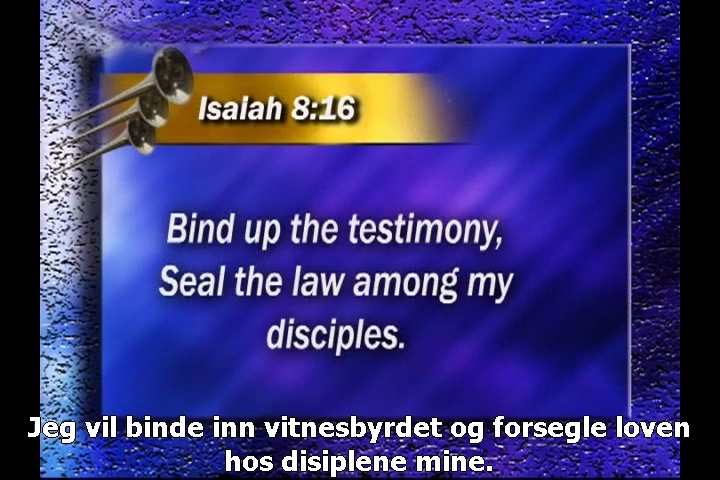 Isaiah 8:16
Bind up the testimony,
Seal the law among my
disciples.
Jeg vil binde inn vitnesbyrdet og forsegle loven
hos disiplene mine.